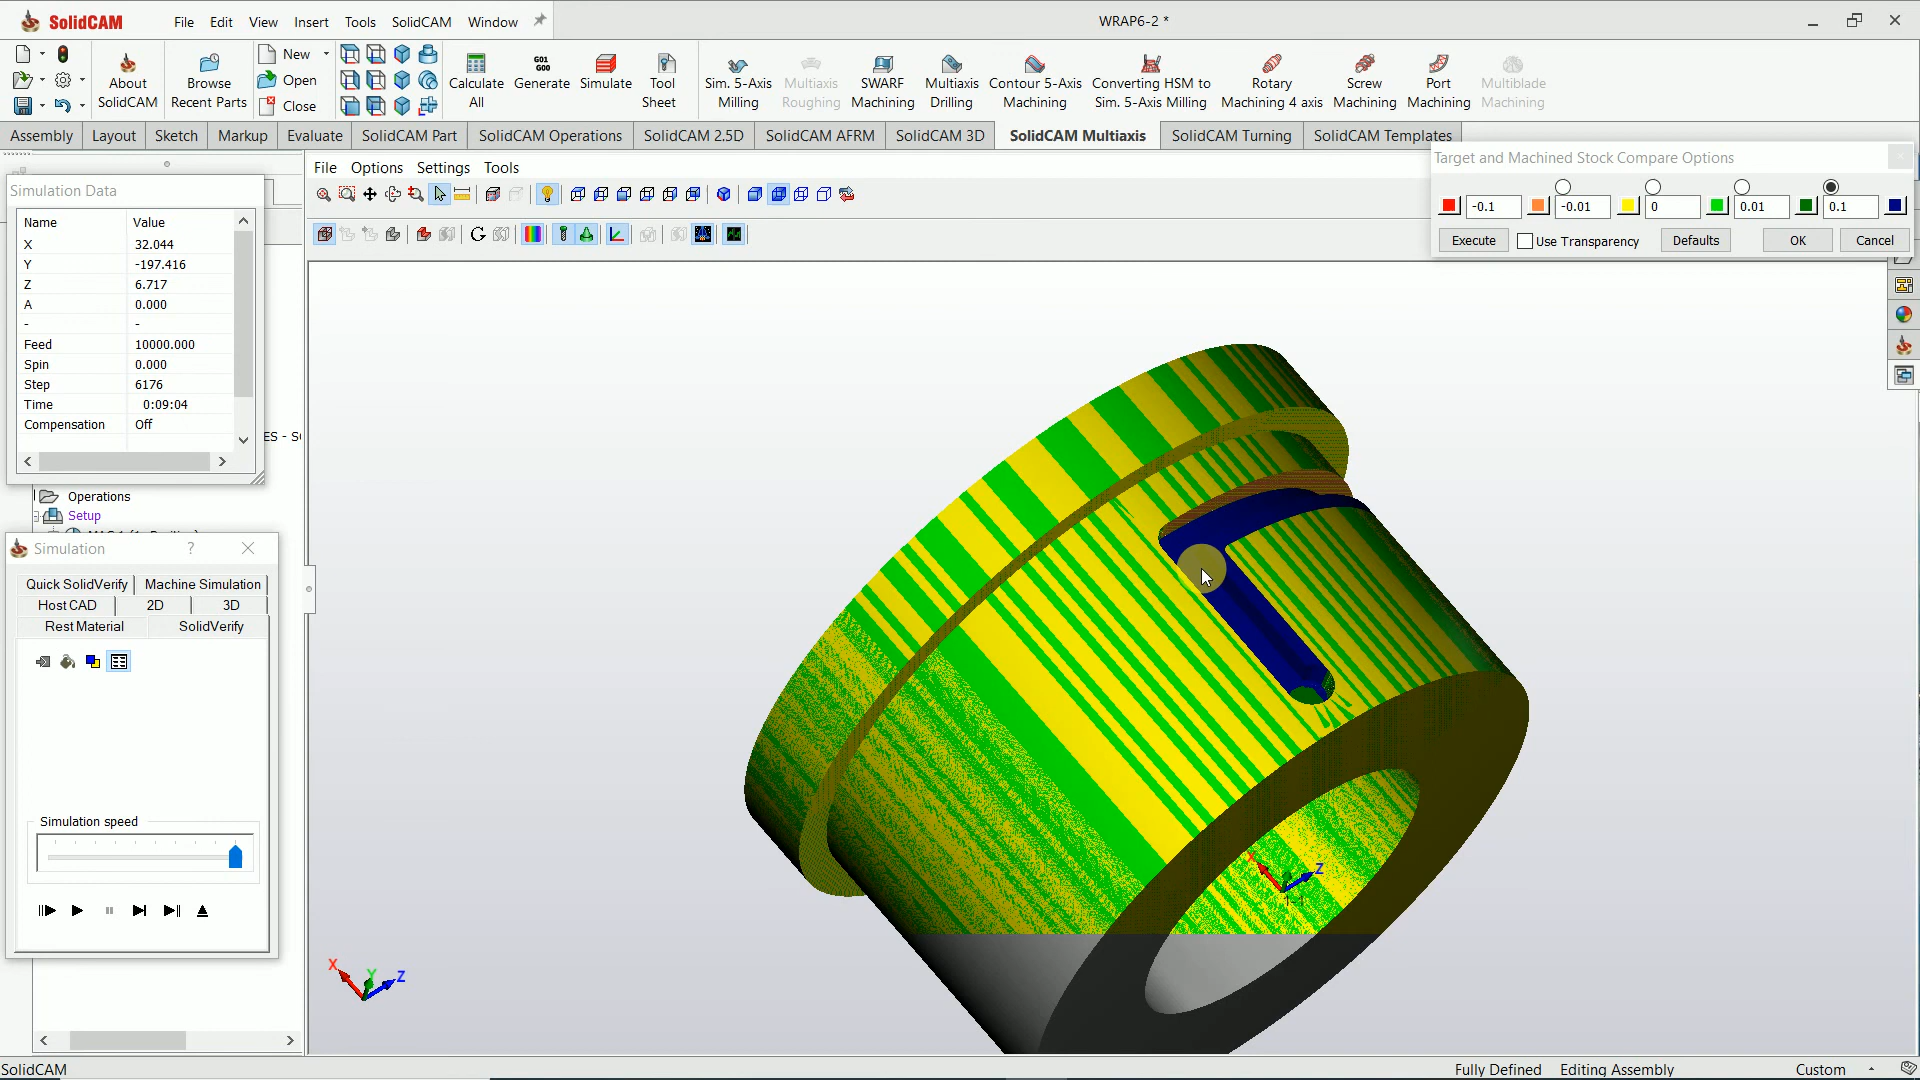 SolidCAM File Edit View Insert Tools SolidCAM Window
WRAP6-2 *
New
Open
Close
About SolidCAM
Browse Recent Parts
Calculate All
G01 G00 Generate
Simulate
Tool Sheet
Sim. 5-Axis Milling
Multiaxis Roughing
SWARF Machining
Multiaxis Drilling
Contour 5-Axis Machining
Converting HSM to Sim. 5-Axis Milling
Rotary Machining 4 axis
Screw Machining
Port Machining
Multiblade Machining
Assembly Layout Sketch Markup Evaluate SolidCAM Part SolidCAM Operations SolidCAM 2.5D SolidCAM AFRM SolidCAM 3D SolidCAM Multiaxis SolidCAM Turning SolidCAM Templates
File Options Settings Tools
Target and Machined Stock Compare Options
-0.1 -0.01 0 0.01 0.1
Execute Use Transparency Defaults OK Cancel
Simulation Data
Name Value
X 32.044
Y -197.416
Z 6.717
A 0.000
- -
Feed 10000.000
Spin 0.000
Step 6176
Time 0:09:04
Compensation Off
Operations
Setup
Simulation ?
Quick SolidVerify Machine Simulation
Host CAD 2D 3D
Rest Material SolidVerify
Simulation speed
X Z
X Y Z
SolidCAM
Fully Defined Editing Assembly Custom